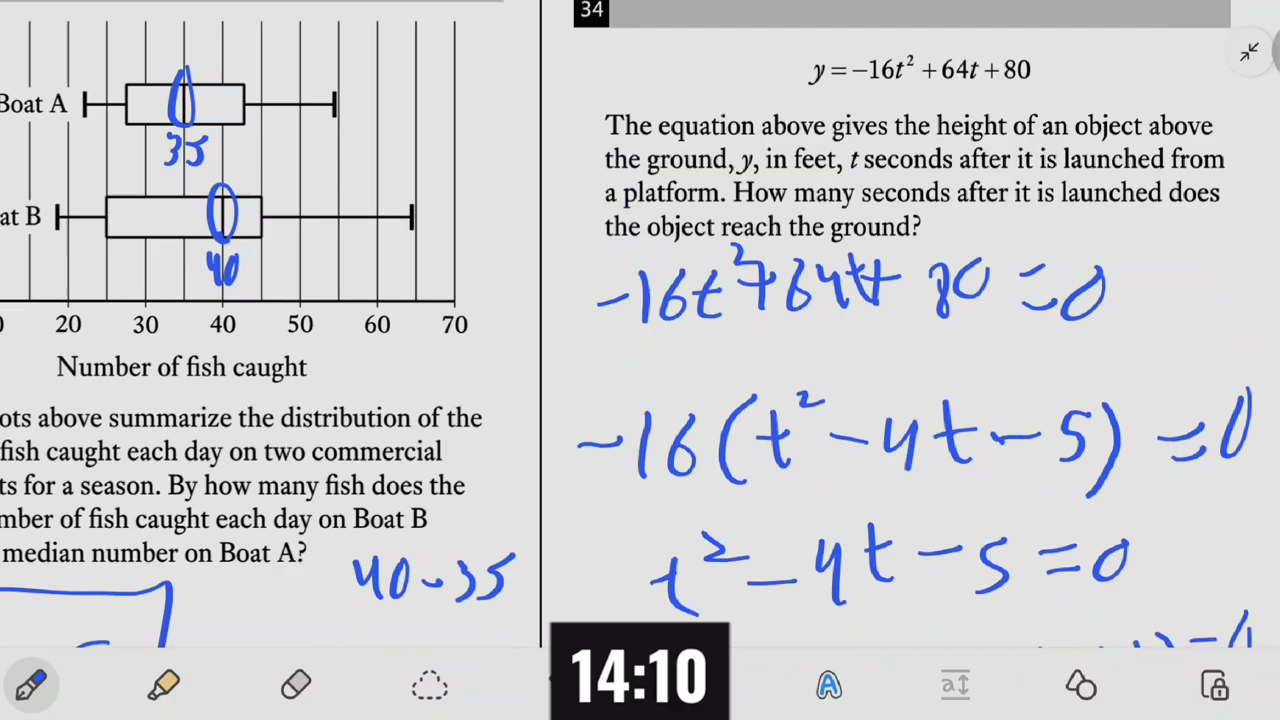 Boat A
35
at B
40
0 20 30 40 50 60 70
Number of fish caught
ots above summarize the distribution of the
fish caught each day on two commercial
ts for a season. By how many fish does the
mber of fish caught each day on Boat B
median number on Boat A?
40-35
34
y = −16t² + 64t + 80
The equation above gives the height of an object above
the ground, y, in feet, t seconds after it is launched from
a platform. How many seconds after it is launched does
the object reach the ground?
-16t²+64t+80=0
-16(t²-4t-5)=0
t²-4t-5=0
14:10
A
a